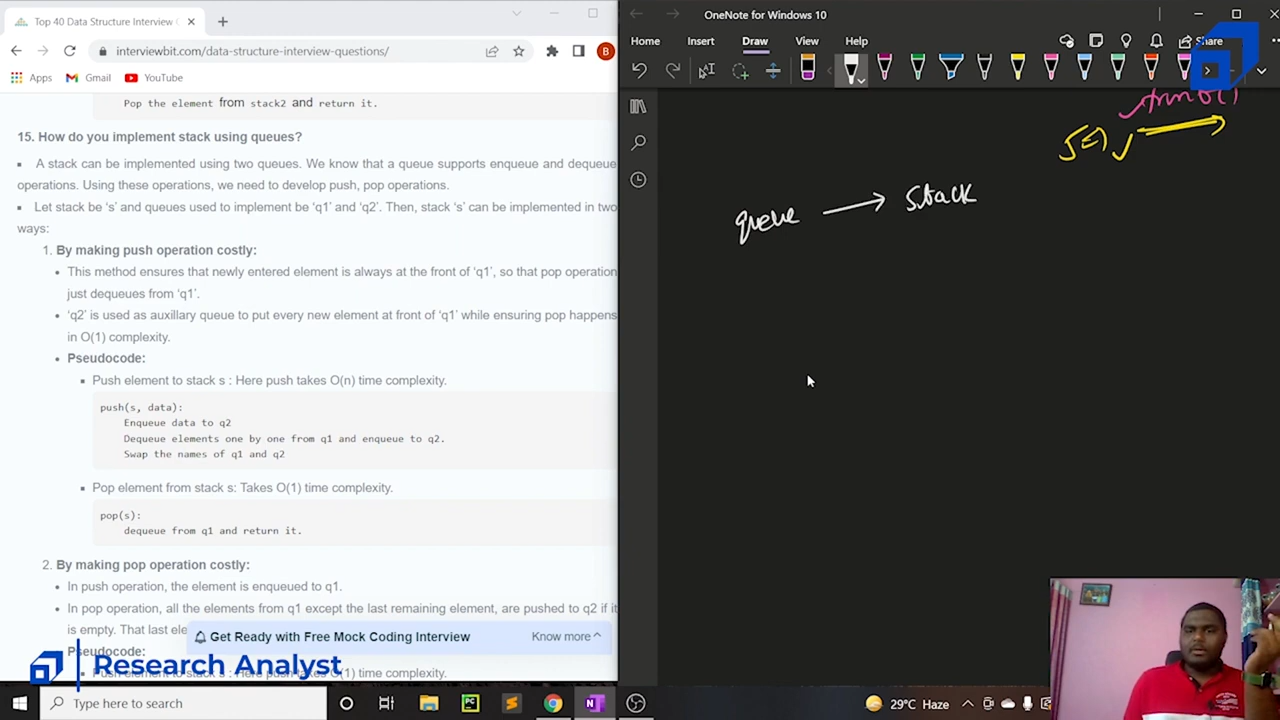 Top 40 Data Structure Interview
interviewbit.com/data-structure-interview-questions/
B
Apps
Gmail
YouTube
Pop the element from stack2 and return it.
15. How do you implement stack using queues?
A stack can be implemented using two queues. We know that a queue supports enqueue and dequeue
operations. Using these operations, we need to develop push, pop operations.
Let stack be ‘s’ and queues used to implement be ‘q1’ and ‘q2’. Then, stack ‘s’ can be implemented in two
ways:
1. By making push operation costly:
This method ensures that newly entered element is always at the front of ‘q1’, so that pop operation
just dequeues from ‘q1’.
‘q2’ is used as auxillary queue to put every new element at front of ‘q1’ while ensuring pop happens
in O(1) complexity.
Pseudocode:
Push element to stack s : Here push takes O(n) time complexity.
push(s, data):
Enqueue data to q2
Dequeue elements one by one from q1 and enqueue to q2.
Swap the names of q1 and q2
Pop element from stack s: Takes O(1) time complexity.
pop(s):
dequeue from q1 and return it.
2. By making pop operation costly:
In push operation, the element is enqueued to q1.
In pop operation, all the elements from q1 except the last remaining element, are pushed to q2 if it
is empty. That last ele
Get Ready with Free Mock Coding Interview
Know more
Pseudocode:
Push element to stack s : Here push takes O(1) time complexity.
Research Analyst
Type here to search
OneNote for Windows 10
Home
Insert
Draw
View
Help
Share
queue → stack
29°C Haze